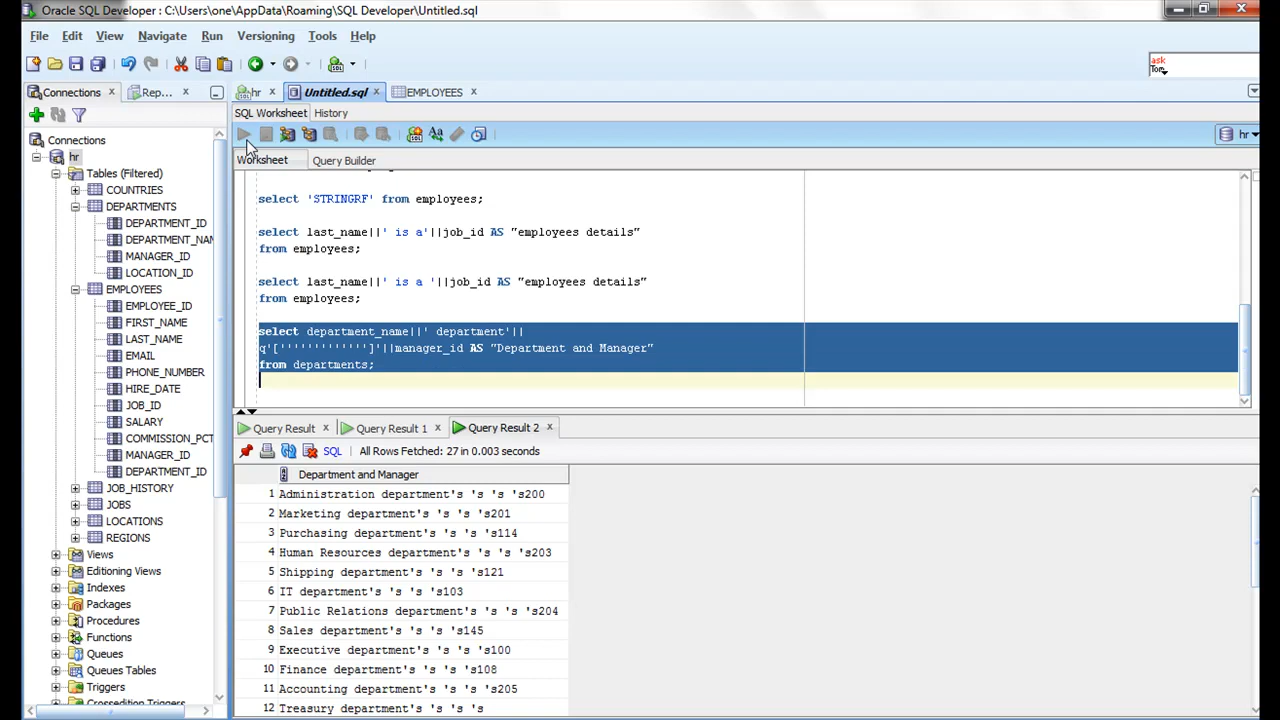 Oracle SQL Developer : C:\Users\one\AppData\Roaming\SQL Developer\Untitled.sql
File Edit View Navigate Run Versioning Tools Help
ask
Tom
Connections
Rep...
hr
Untitled.sql
EMPLOYEES
SQL Worksheet History
hr
Worksheet Query Builder
Connections
hr
Tables (Filtered)
COUNTRIES
DEPARTMENTS
DEPARTMENT_ID
DEPARTMENT_NAM
MANAGER_ID
LOCATION_ID
EMPLOYEES
EMPLOYEE_ID
FIRST_NAME
LAST_NAME
EMAIL
PHONE_NUMBER
HIRE_DATE
JOB_ID
SALARY
COMMISSION_PCT
MANAGER_ID
DEPARTMENT_ID
JOB_HISTORY
JOBS
LOCATIONS
REGIONS
Views
Editioning Views
Indexes
Packages
Procedures
Functions
Queues
Queues Tables
Triggers
Crossedition Triggers
select 'STRINGRF' from employees;
select last_name||' is a'||job_id AS "employees details"
from employees;
select last_name||' is a '||job_id AS "employees details"
from employees;
select department_name||' department'||
q'[''''''''''''']'||manager_id AS "Department and Manager"
from departments;
Query Result Query Result 1 Query Result 2
SQL All Rows Fetched: 27 in 0.003 seconds
Department and Manager
1 Administration department's 's 's 's200
2 Marketing department's 's 's 's201
3 Purchasing department's 's 's 's114
4 Human Resources department's 's 's 's203
5 Shipping department's 's 's 's121
6 IT department's 's 's 's103
7 Public Relations department's 's 's 's204
8 Sales department's 's 's 's145
9 Executive department's 's 's 's100
10 Finance department's 's 's 's108
11 Accounting department's 's 's 's205
12 Treasury department's 's 's 's